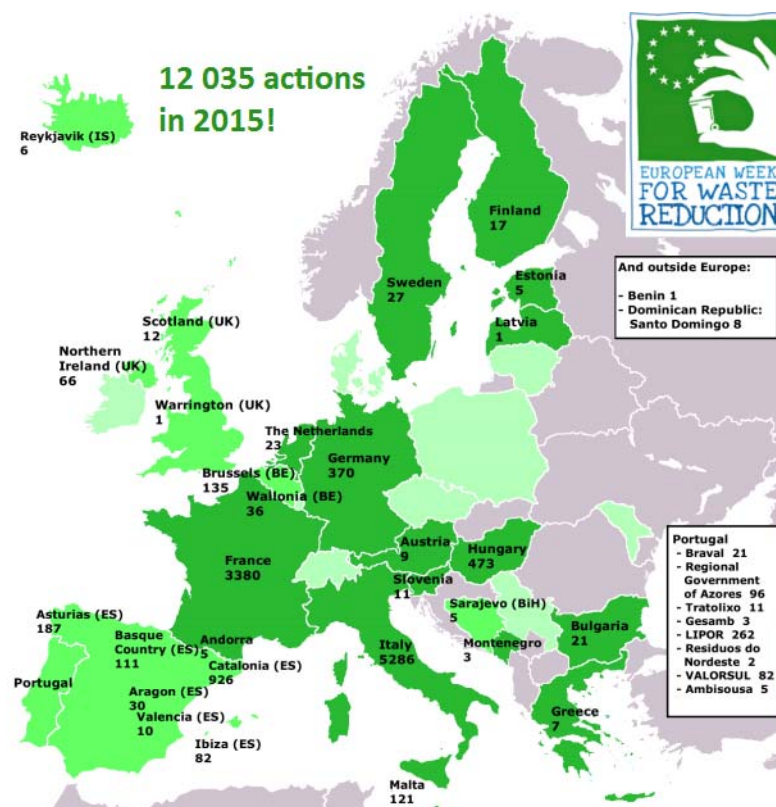 12 035 actions
in 2015!
EUROPEAN WEEK
FOR WASTE
REDUCTION
Reykjavik (IS)
6
Finland
17
Sweden
27
Estonia
5
Latvia
1
And outside Europe:
- Benin 1
- Dominican Republic:
Santo Domingo 8
Scotland (UK)
12
Northern
Ireland (UK)
66
Warrington (UK)
1
The Netherlands
23
Germany
370
Brussels (BE)
135
Wallonia (BE)
36
France
3380
Austria
9
Hungary
473
Slovenia
11
Sarajevo (BiH)
5
Montenegro
3
Bulgaria
21
Italy
5286
Greece
7
Malta
121
Asturias (ES)
187
Basque
Country (ES)
111
Andorra
5
Catalonia (ES)
926
Aragon (ES)
30
Valencia (ES)
10
Ibiza (ES)
82
Portugal
Portugal
- Braval 21
- Regional
Government
of Azores 96
- Tratolixo 11
- Gesamb 3
- LIPOR 262
- Residuos do
Nordeste 2
- VALORSUL 82
- Ambisousa 5